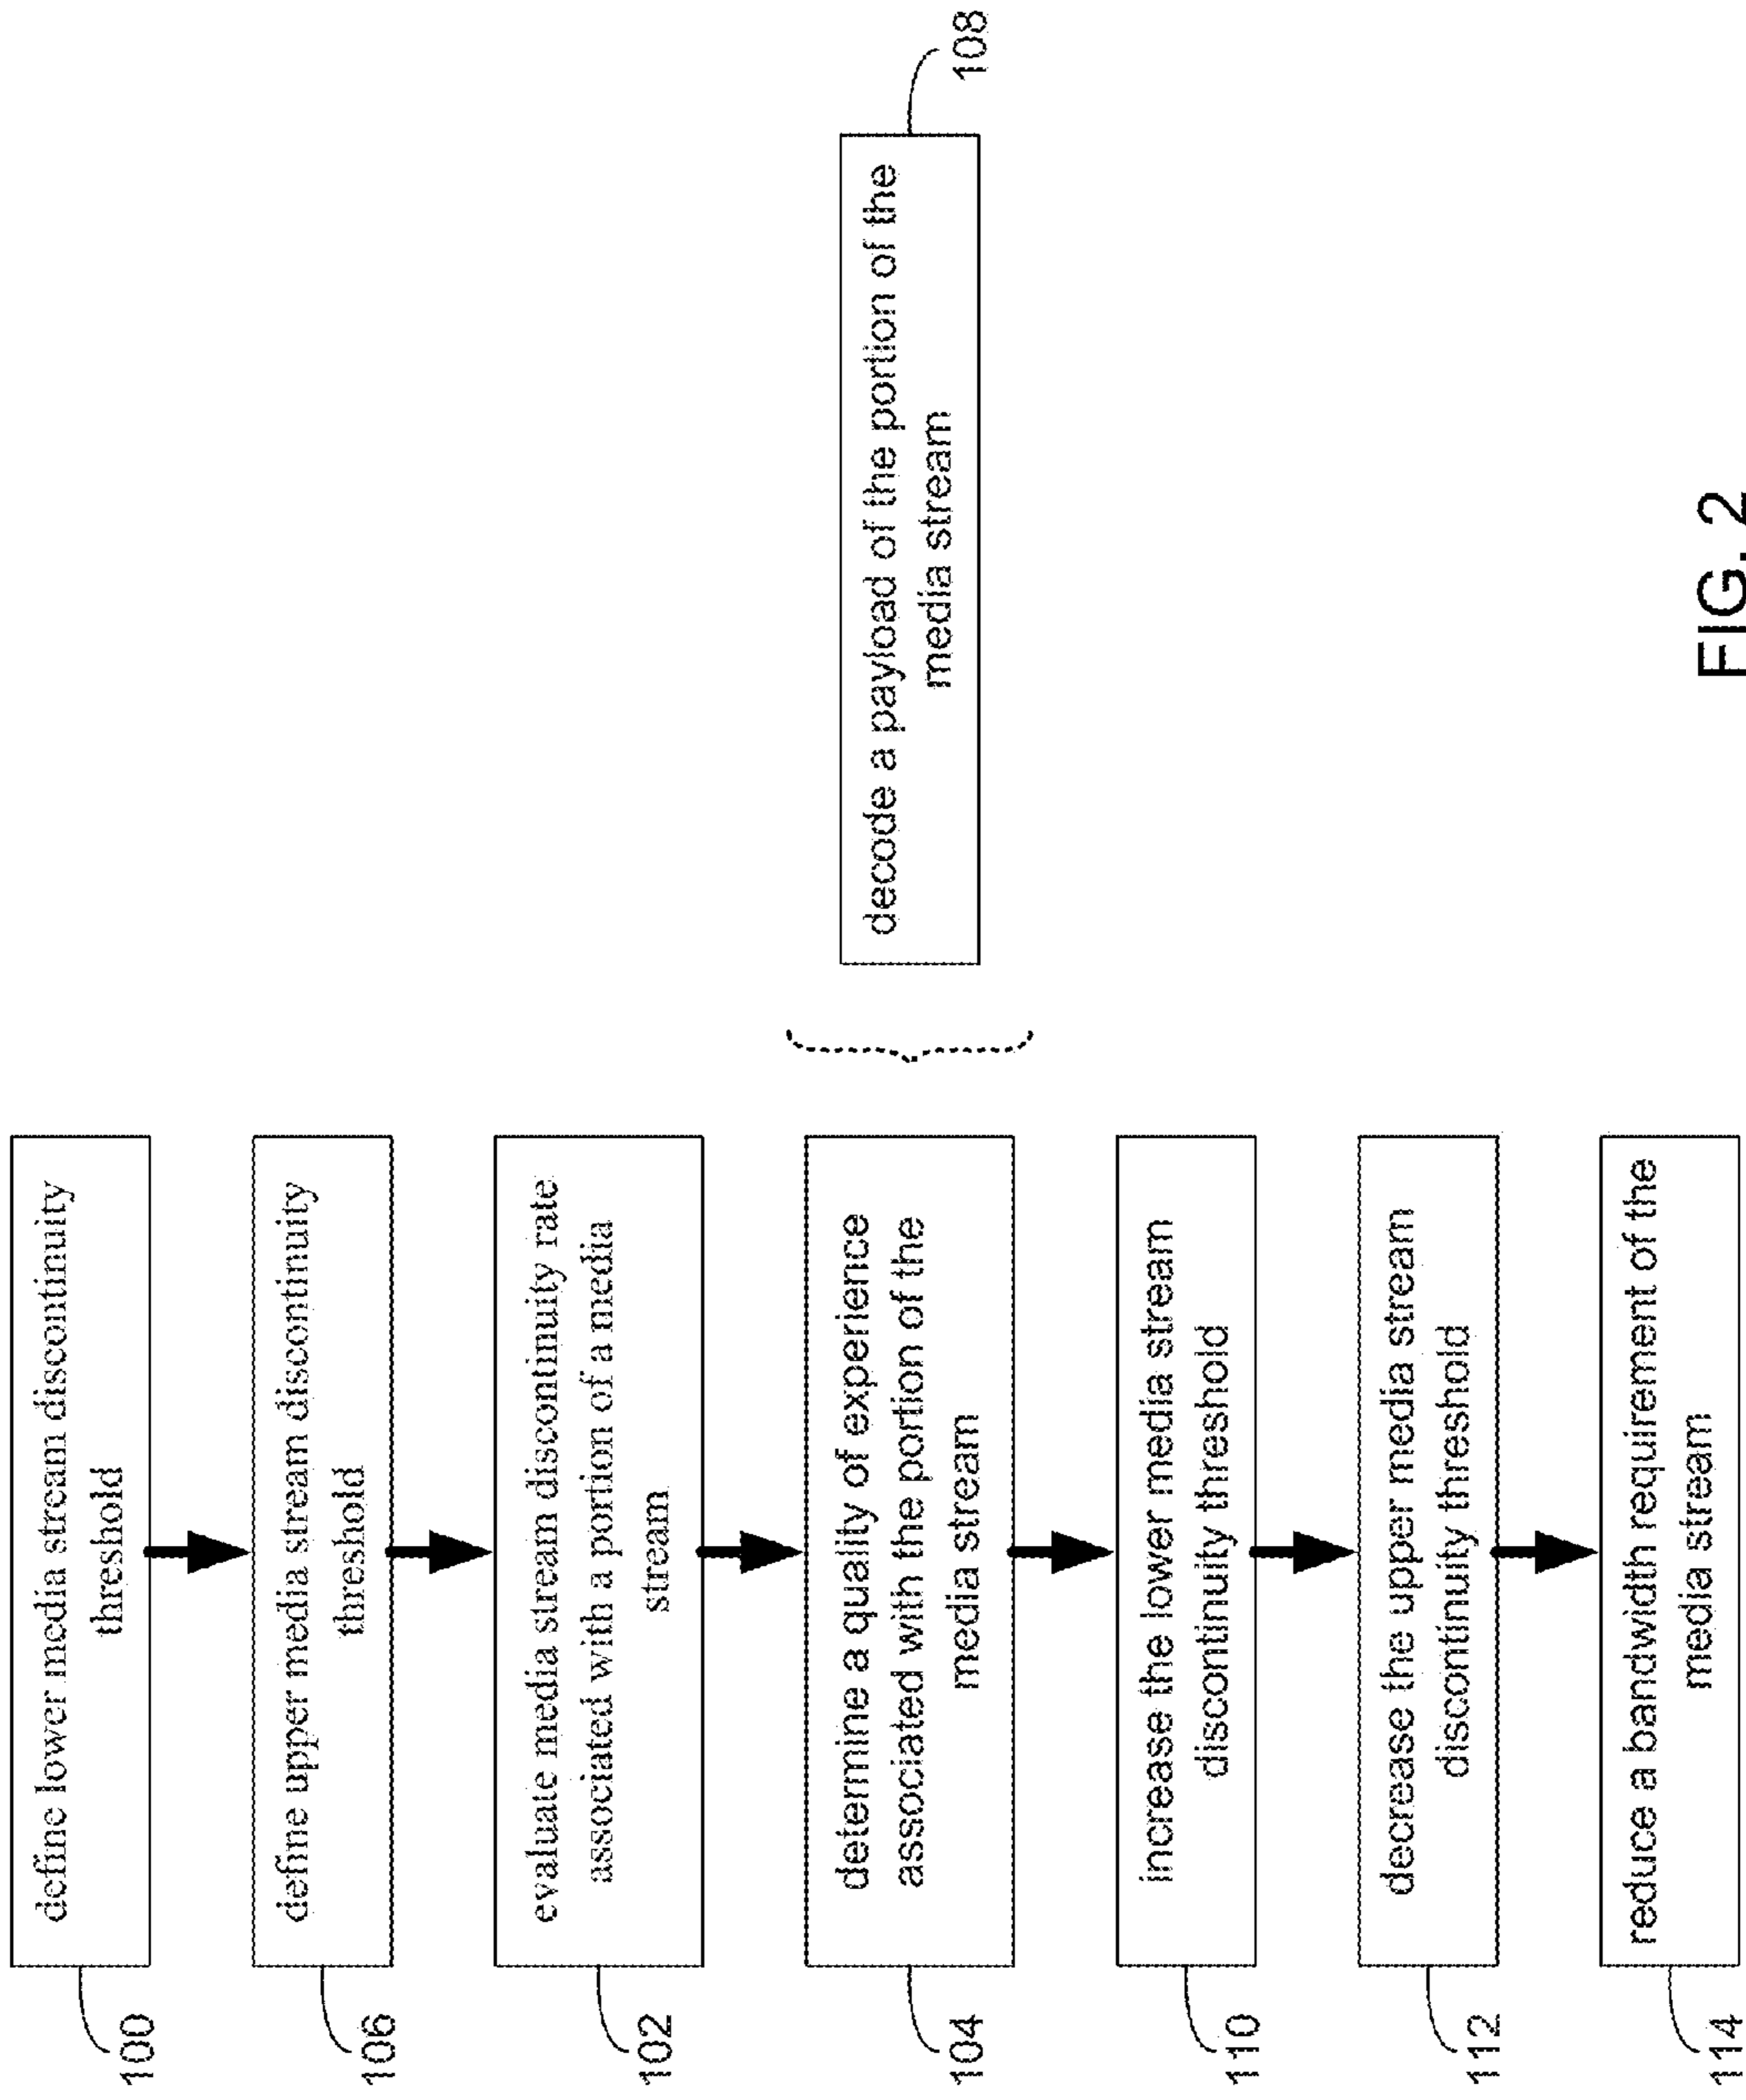 100
define lower media stream discontinuity
threshold
106
define upper media stream discontinuity
threshold
102
evaluate media stream discontinuity rate
associated with a portion of a media
stream
104
determine a quality of experience
associated with the portion of the
media stream
decode a payload of the portion of the
media stream
108
110
increase the lower media stream
discontinuity threshold
112
decrease the upper media stream
discontinuity threshold
114
reduce a bandwidth requirement of the
media stream
FIG. 2